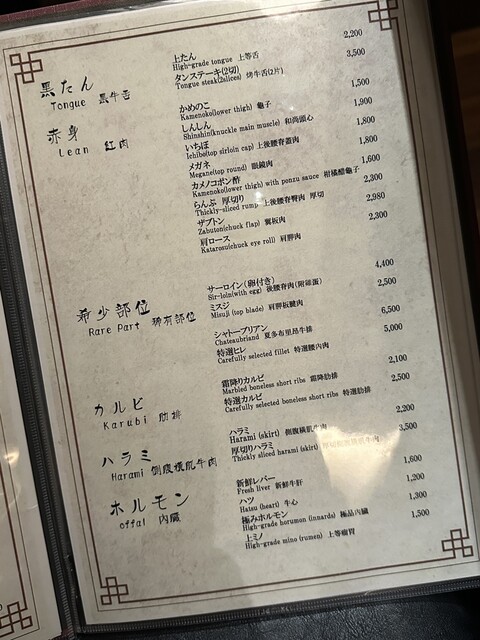 黒たん
Tongue 黒牛舌
上たん 2,200
High-grade tongue 上等舌
タンステーキ(2切) 3,500
Tongue steak(2slices) 烤牛舌(2片)
赤身
Lean 紅肉
かめのこ 1,500
Kamenoko(lower thigh) 龜子
しんしん 1,900
Shinshin(knuckle main muscle) 和尚頭心
いちぼ 1,800
Ichibo(top sirloin cap) 上後腰脊蓋肉
メガネ 1,800
Megane(top round) 眼鏡肉
カメノコポン酢 1,600
Kamenoko(lower thigh) with ponzu sauce 柑橘醋龜子
らんぷ 厚切り 2,300
Thickly-sliced rump 上後腰脊臀肉 厚切
ザブトン 2,980
Zabuton(chuck flap) 翼板肉
肩ロース 2,300
Katarosu(chuck eye roll) 肩胛肉
希少部位
Rare Part 稀有部位
サーロイン(卵付き) 4,400
Sir-loin(with egg) 後腰脊肉(附雞蛋)
ミスジ 2,500
Misuji (top blade) 肩胛板腱肉
シャトーブリアン 6,500
Chateaubriand 夏多布里昂牛排
特選ヒレ 5,000
Carefully selected fillet 特選腰内肉
カルビ
Karubi 肋排
霜降りカルビ 2,100
Marbled boneless short ribs 霜降肋排
特選カルビ 2,500
Carefully selected boneless short ribs 特選肋排
ハラミ
Harami 側腹橫肌牛肉
ハラミ 2,200
Harami (skirt) 側腹橫肌牛肉
厚切りハラミ 3,500
Thickly sliced harami (skirt) 厚切側腹橫肌牛肉
ホルモン
offal 内臓
新鮮レバー 1,600
Fresh liver 新鮮牛肝
ハツ 1,200
Hatsu (heart) 牛心
極みホルモン 1,300
High-grade horumon (innards) 極品内臓
上ミノ 1,500
High-grade mino (rumen) 上等瘤胃